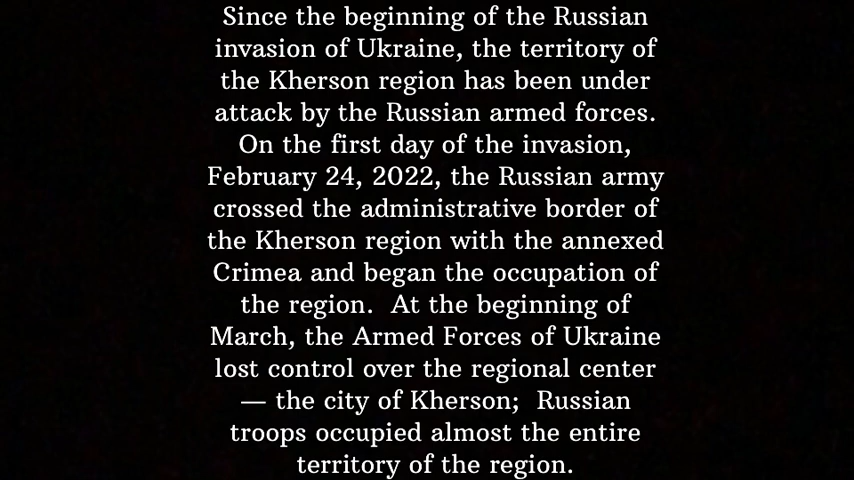 Since the beginning of the Russian
invasion of Ukraine, the territory of
the Kherson region has been under
attack by the Russian armed forces.
On the first day of the invasion,
February 24, 2022, the Russian army
crossed the administrative border of
the Kherson region with the annexed
Crimea and began the occupation of
the region.  At the beginning of
March, the Armed Forces of Ukraine
lost control over the regional center
— the city of Kherson;  Russian
troops occupied almost the entire
territory of the region.